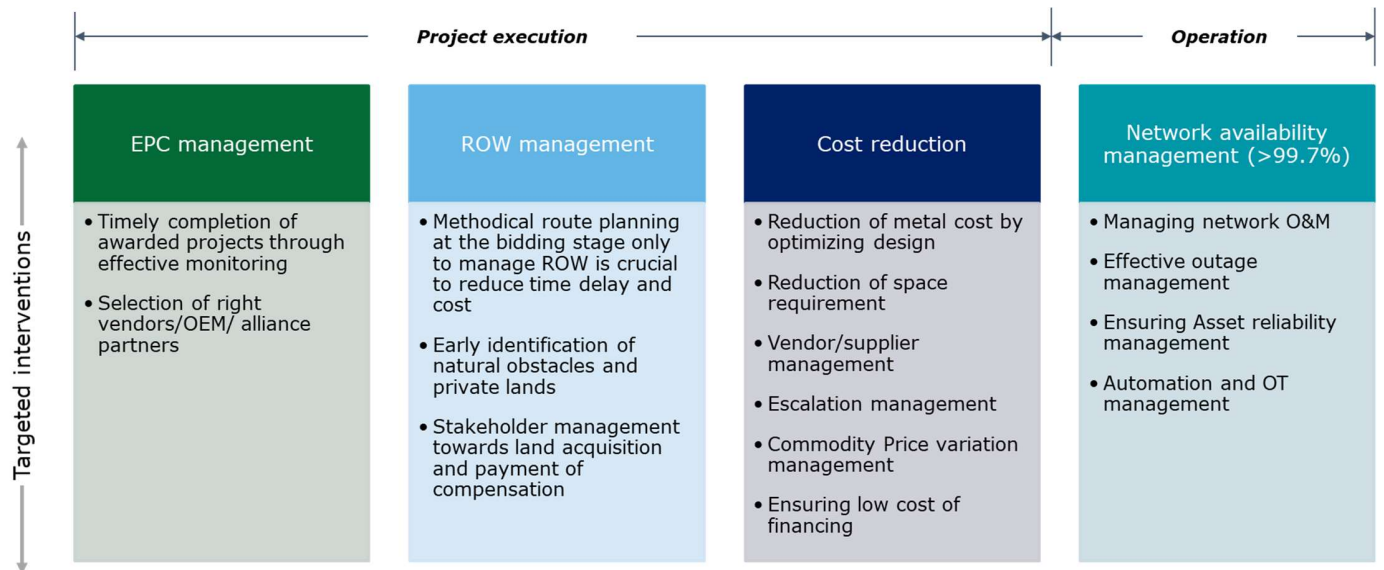 Project execution
Operation
Targeted interventions
EPC management
• Timely completion of
awarded projects through
effective monitoring
• Selection of right
vendors/OEM/ alliance
partners
ROW management
• Methodical route planning
at the bidding stage only
to manage ROW is crucial
to reduce time delay and
cost
• Early identification of
natural obstacles and
private lands
• Stakeholder management
towards land acquisition
and payment of
compensation
Cost reduction
• Reduction of metal cost by
optimizing design
• Reduction of space
requirement
• Vendor/supplier
management
• Escalation management
• Commodity Price variation
management
• Ensuring low cost of
financing
Network availability
management (>99.7%)
• Managing network O&M
• Effective outage
management
• Ensuring Asset reliability
management
• Automation and OT
management